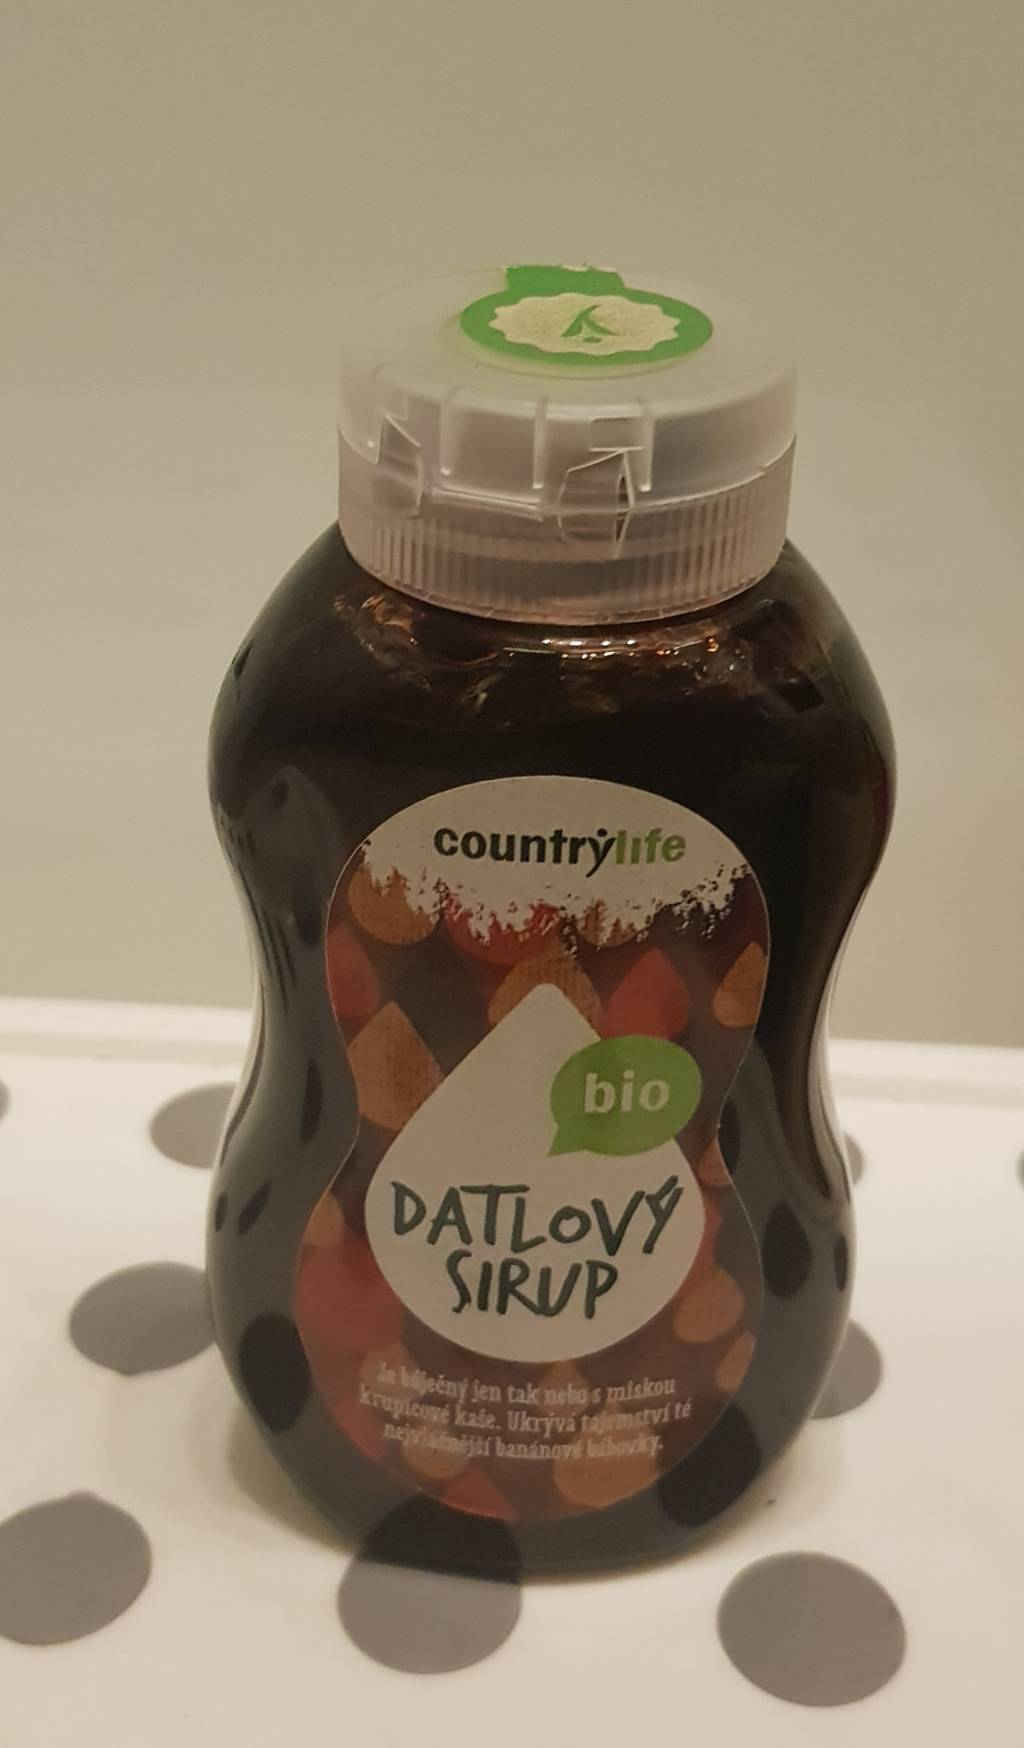 countrylife
bio
DATLOVÝ
SIRUP
Je báječný jen tak nebo s miskou
krupicové kaše. Ukrývá tajemství té
nejvláčnější banánové bábovky.